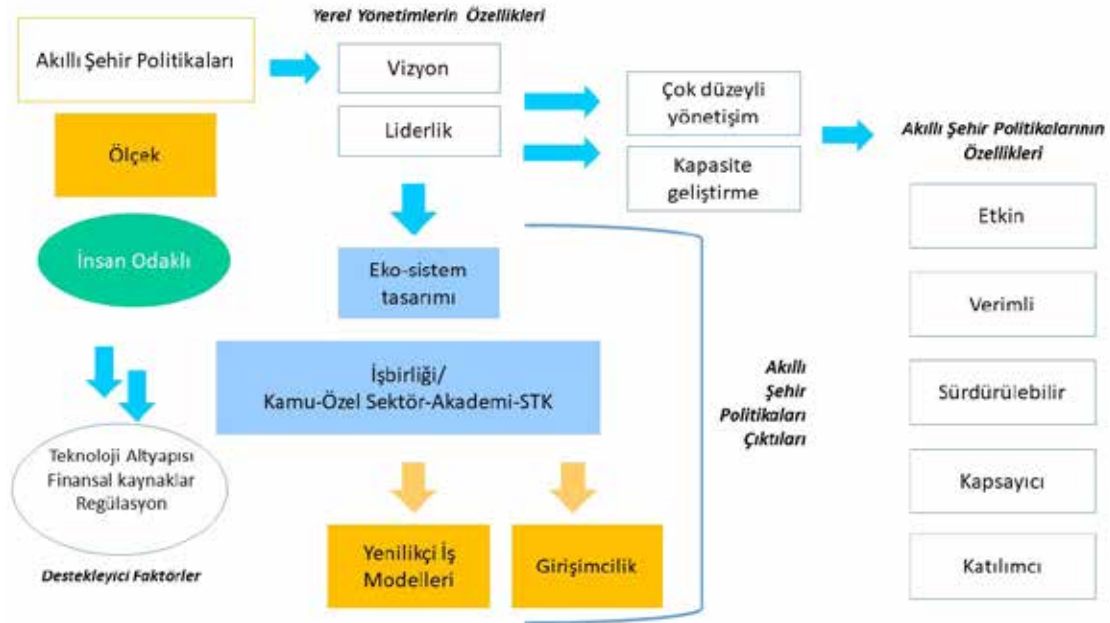 Yerel Yönetimlerin Özellikleri
Akıllı Şehir Politikaları
Vizyon
Liderlik
Ölçek
İnsan Odaklı
Çok düzeyli
yönetişim
Kapasite
geliştirme
Akıllı Şehir Politikalarının
Özellikleri
Etkin
Verimli
Sürdürülebilir
Kapsayıcı
Katılımcı
Eko-sistem
tasarımı
İşbirliği/
Kamu-Özel Sektör-Akademi-STK
Akıllı
Şehir
Politikaları
Çıktıları
Teknoloji Altyapısı
Finansal kaynaklar
Regülasyon
Destekleyici Faktörler
Yenilikçi İş
Modelleri
Girişimcilik